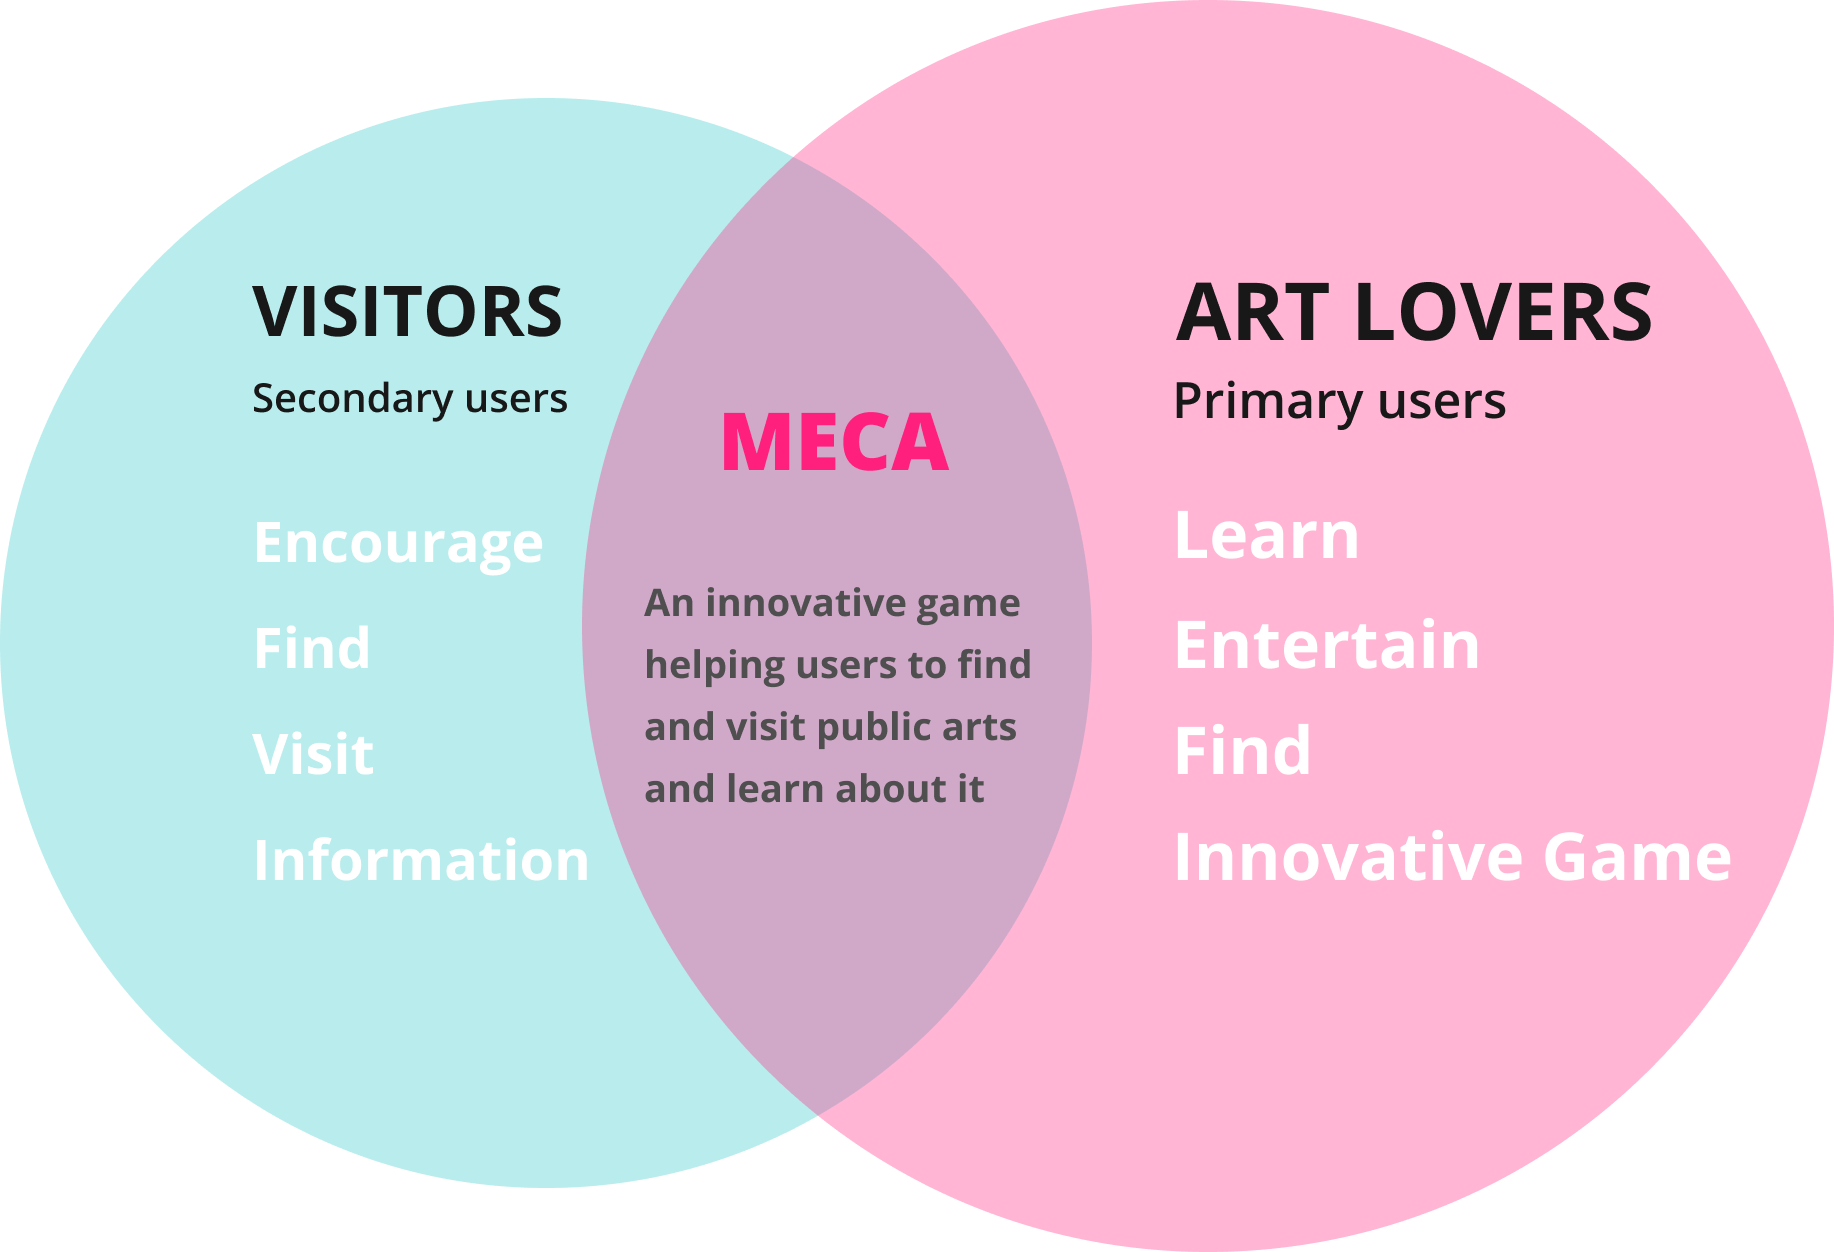 VISITORS
Secondary users
Encourage
Find
Visit
Information
MECA
An innovative game
helping users to find
and visit public arts
and learn about it
ART LOVERS
Primary users
Learn
Entertain
Find
Innovative Game